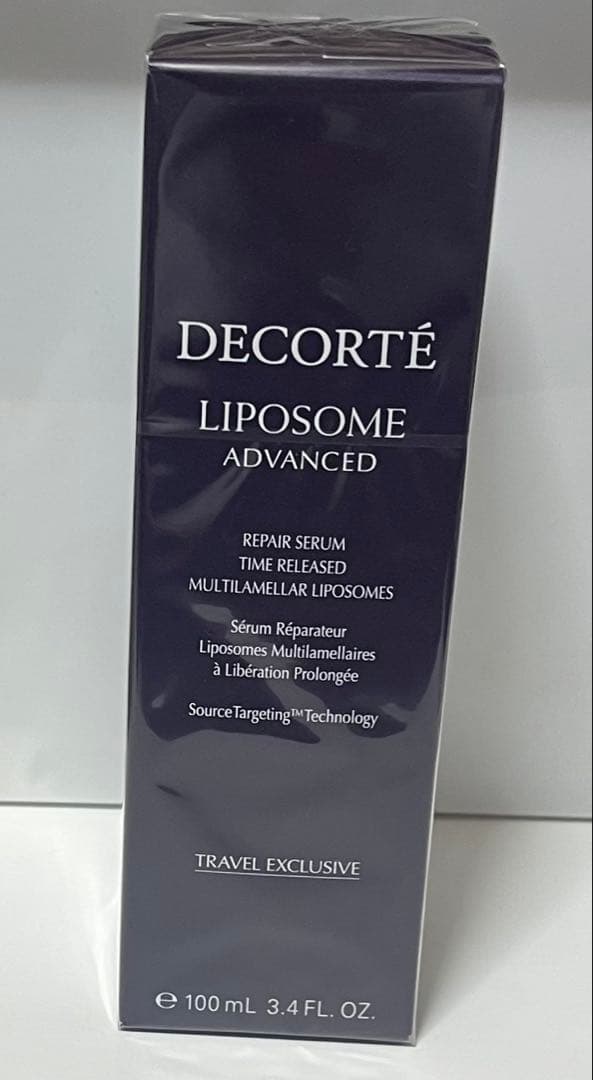 DECORTÉ
LIPOSOME
ADVANCED
REPAIR SERUM
TIME RELEASED
MULTILAMELLAR LIPOSOMES
Sérum Réparateur
Liposomes Multilamellaires
à Libération Prolongée
SourceTargeting™Technology
TRAVEL EXCLUSIVE
℮ 100 mL 3.4 FL. OZ.